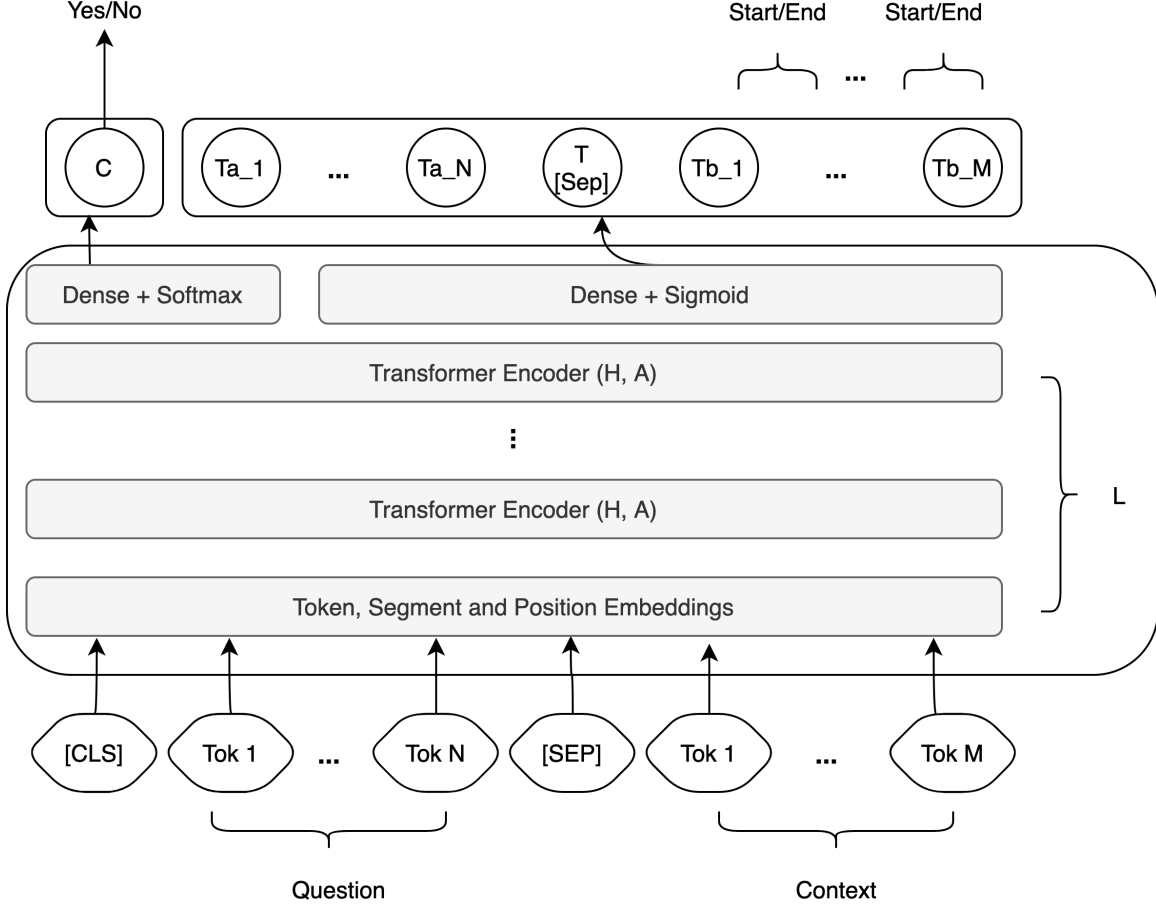 Yes/No
Start/End
Start/End
...
C
Ta_1
...
Ta_N
T
[Sep]
Tb_1
...
Tb_M
Dense + Softmax
Dense + Sigmoid
Transformer Encoder (H, A)
...
Transformer Encoder (H, A)
L
Token, Segment and Position Embeddings
[CLS]
Tok 1
...
Tok N
[SEP]
Tok 1
...
Tok M
Question
Context